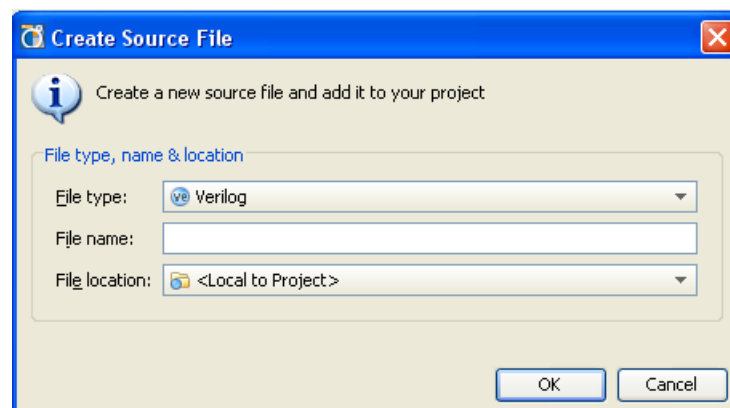 Create Source File
Create a new source file and add it to your project
File type, name & location
File type: ve Verilog
File name:
File location: <Local to Project>
OK Cancel